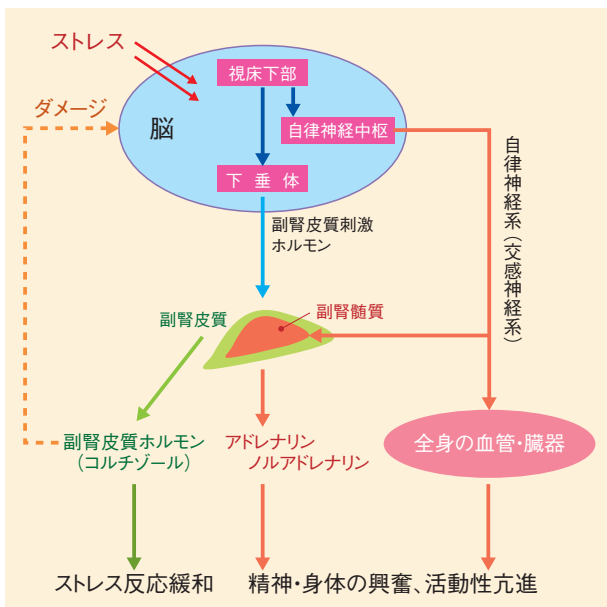 ストレス
視床下部
ダメージ
脳
自律神経中枢
下垂体
自律神経系（交感神経系）
副腎皮質刺激
ホルモン
副腎髄質
副腎皮質
副腎皮質ホルモン
（コルチゾール）
アドレナリン
ノルアドレナリン
全身の血管・臓器
ストレス反応緩和
精神・身体の興奮、活動性亢進